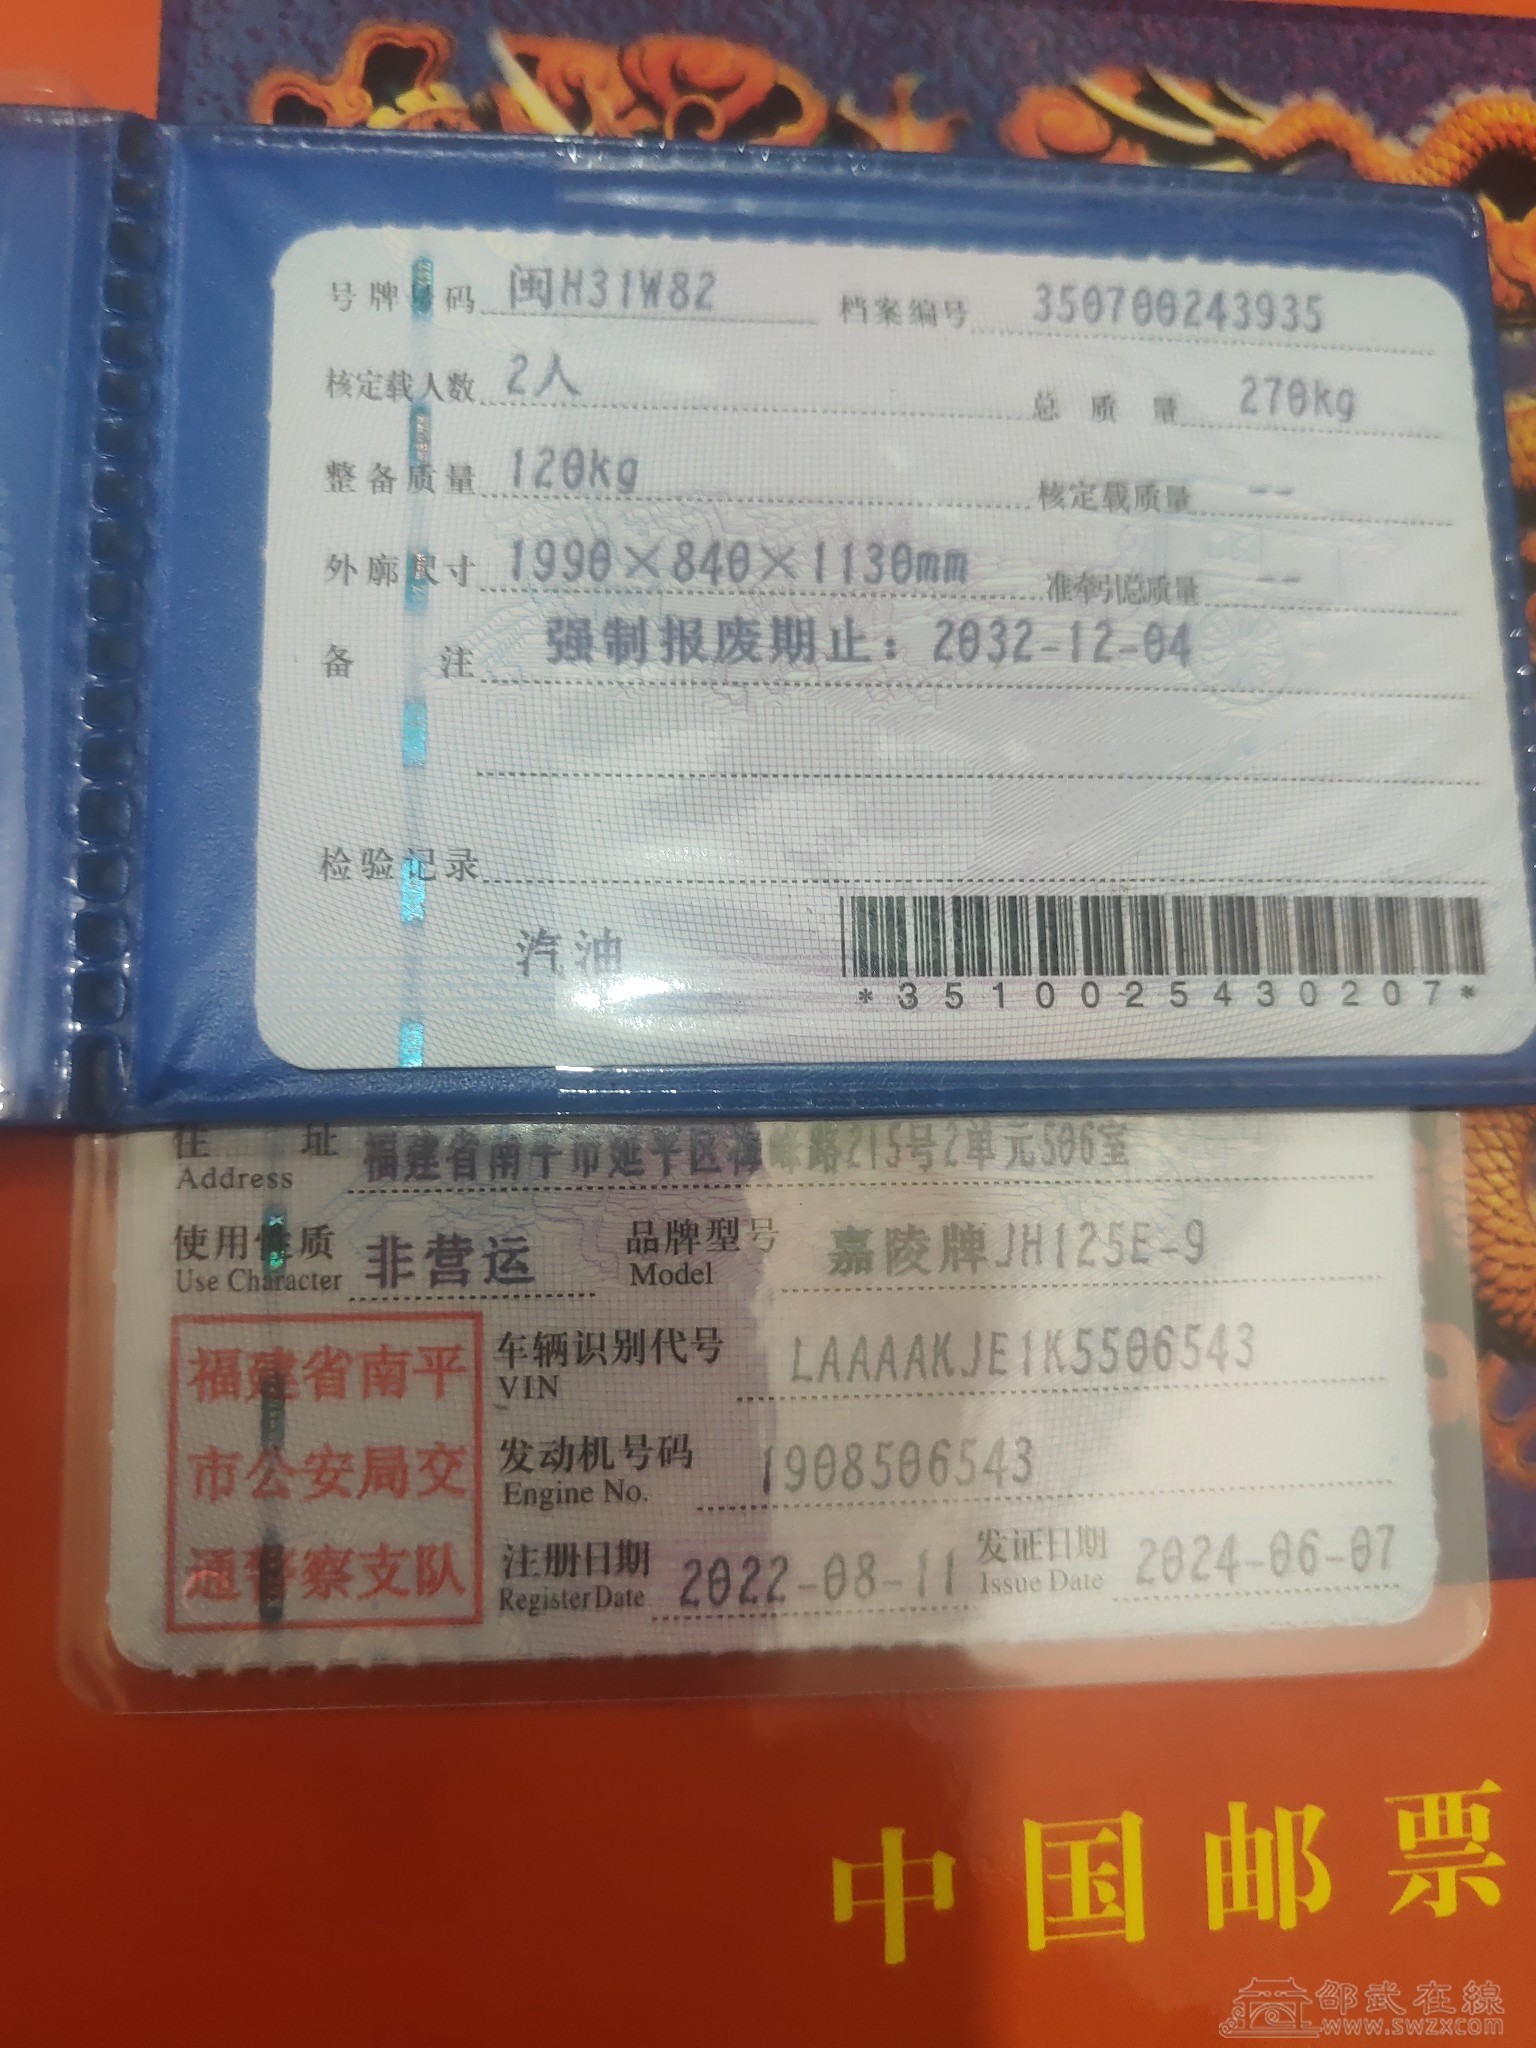 号牌号码 闽H31W82 档案编号 350700243935
核定载人数 2人 总质量 270kg
整备质量 120kg 核定载质量 --
外廓尺寸 1990×840×1130mm 准牵引总质量 --
备注 强制报废期止：2032-12-04
检验记录
汽油
*3510025430207*
住址 福建省南平市延平区梅峰路215号2单元506室
Address
使用性质 非营运 品牌型号 嘉陵牌JH125E-9
Use Character Model
福建省南平
市公安局交
通警察支队
车辆识别代号 LAAAAKJE1K5506543
VIN
发动机号码 1908506543
Engine No.
注册日期 2022-08-11 发证日期 2024-06-07
Register Date Issue Date
中国邮票
邵武在線
www.swzx.com